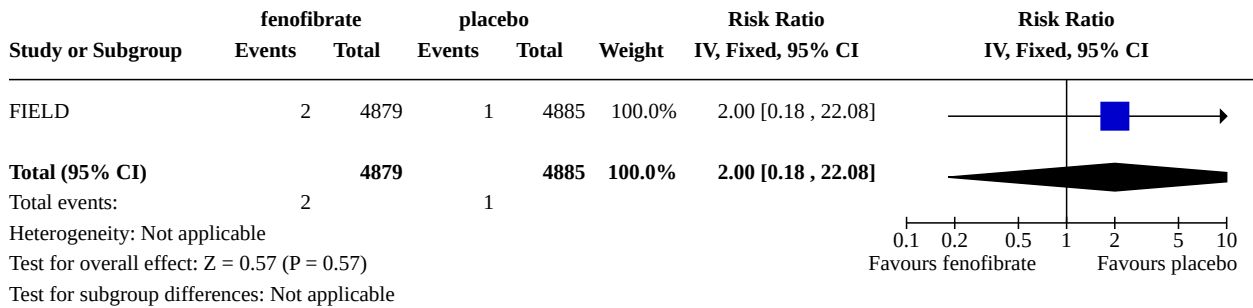 fenofibrate placebo Risk Ratio Risk Ratio
Study or Subgroup Events Total Events Total Weight IV, Fixed, 95% CI IV, Fixed, 95% CI
FIELD 2 4879 1 4885 100.0% 2.00 [0.18 , 22.08]
Total (95% CI) 4879 4885 100.0% 2.00 [0.18 , 22.08]
Total events: 2 1
Heterogeneity: Not applicable 0.1 0.2 0.5 1 2 5 10
Test for overall effect: Z = 0.57 (P = 0.57) Favours fenofibrate Favours placebo
Test for subgroup differences: Not applicable